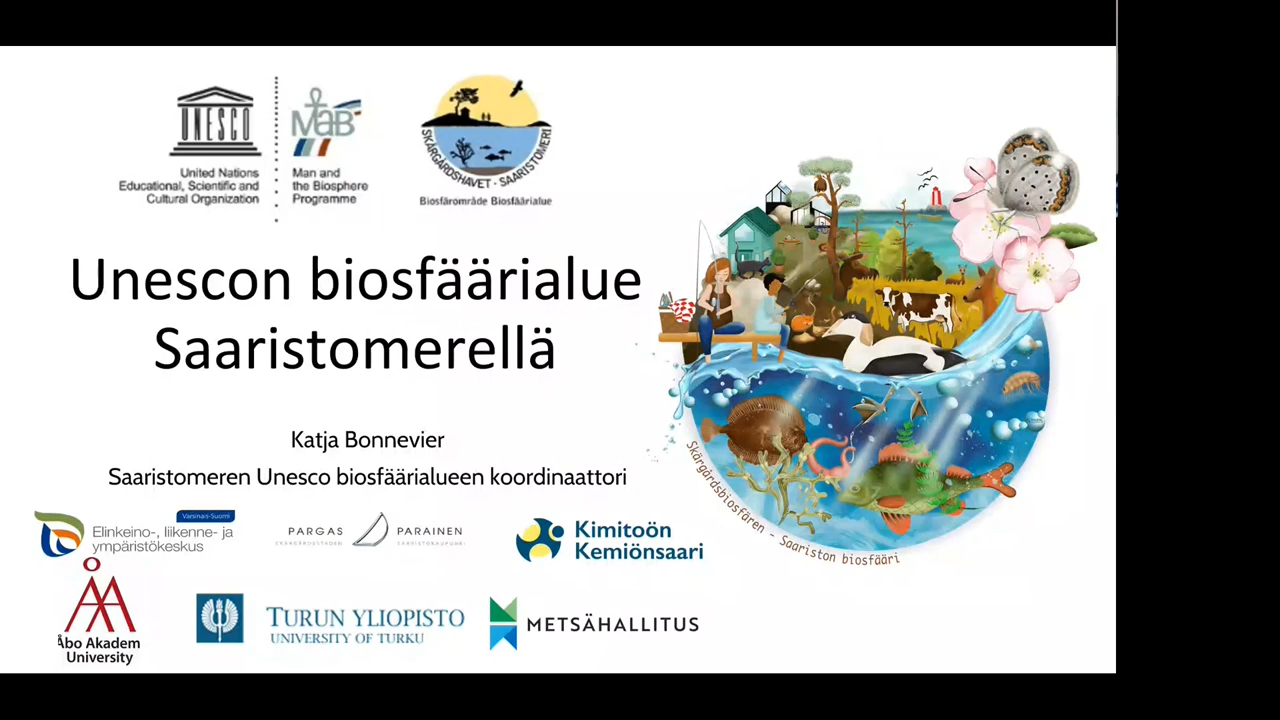 UNESCO
United Nations
Educational, Scientific and
Cultural Organization
MaB
Man and
the Biosphere
Programme
SKÄRGÅRDSHAVET - SAARISTOMERI
Biosfärområde Biosfäärialue
Unescon biosfäärialue
Saaristomerellä
Katja Bonnevier
Saaristomeren Unesco biosfäärialueen koordinaattori
Skärgårdsbiosfären - Saariston biosfääri
Varsinais-Suomi
Elinkeino-, liikenne- ja
ympäristökeskus
PARGAS PARAINEN
Kimitoön
Kemiönsaari
ÅA
Åbo Akadem
University
TURUN YLIOPISTO
UNIVERSITY OF TURKU
METSÄHALLITUS